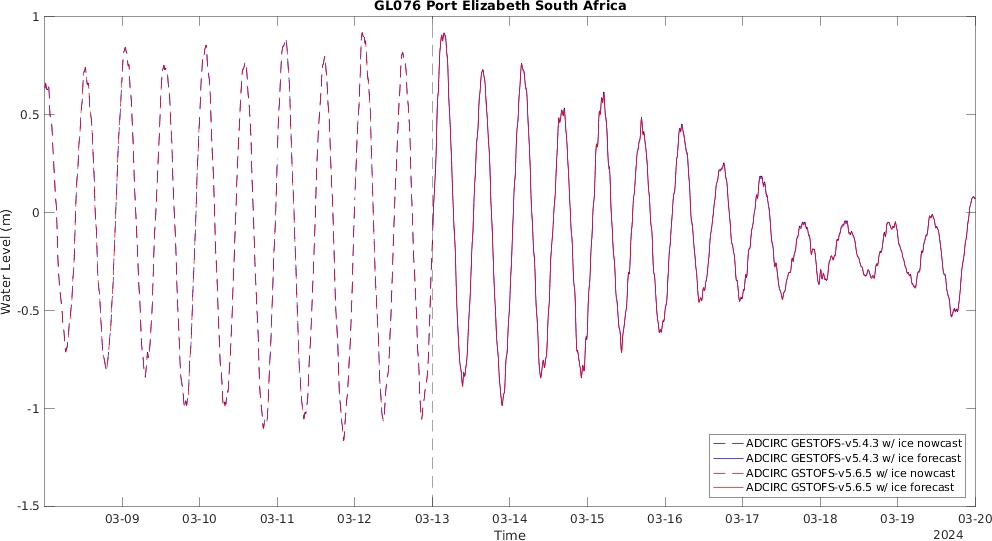 GL076 Port Elizabeth South Africa
1
0.5
0
-0.5
-1
-1.5
Water Level (m)
ADCIRC GESTOFS-v5.4.3 w/ ice nowcast
ADCIRC GESTOFS-v5.4.3 w/ ice forecast
ADCIRC GSTOFS-v5.6.5 w/ ice nowcast
ADCIRC GSTOFS-v5.6.5 w/ ice forecast
03-09 03-10 03-11 03-12 03-13 03-14 03-15 03-16 03-17 03-18 03-19 03-20
Time
2024